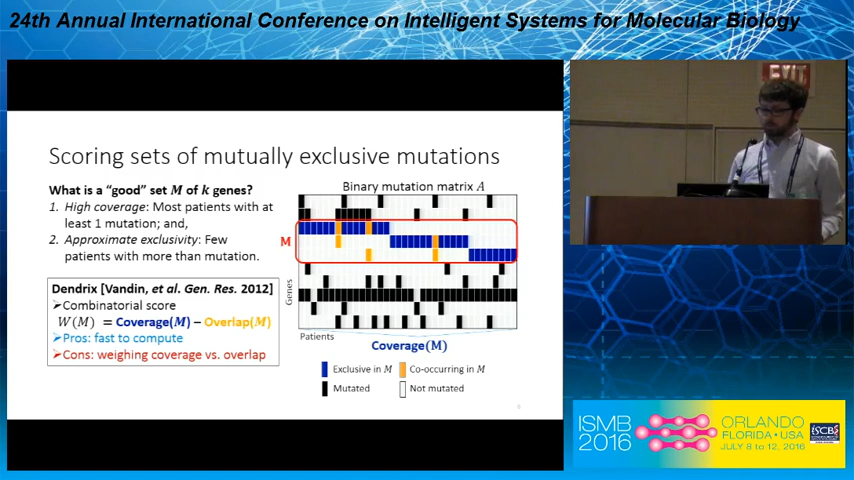 24th Annual International Conference on Intelligent Systems for Molecular Biology
EXIT
Scoring sets of mutually exclusive mutations
What is a "good" set M of k genes?
1. High coverage: Most patients with at
least 1 mutation; and,
2. Approximate exclusivity: Few
patients with more than mutation.
Dendrix [Vandin, et al. Gen. Res. 2012]
➢Combinatorial score
W(M) = Coverage(M) − Overlap(M)
➢Pros: fast to compute
➢Cons: weighing coverage vs. overlap
Binary mutation matrix A
M
Genes
Patients
Coverage(M)
Exclusive in M
Co-occurring in M
Mutated
Not mutated
ISMB
2016
ORLANDO
FLORIDA • USA
JULY 8 to 12, 2016
ISCB